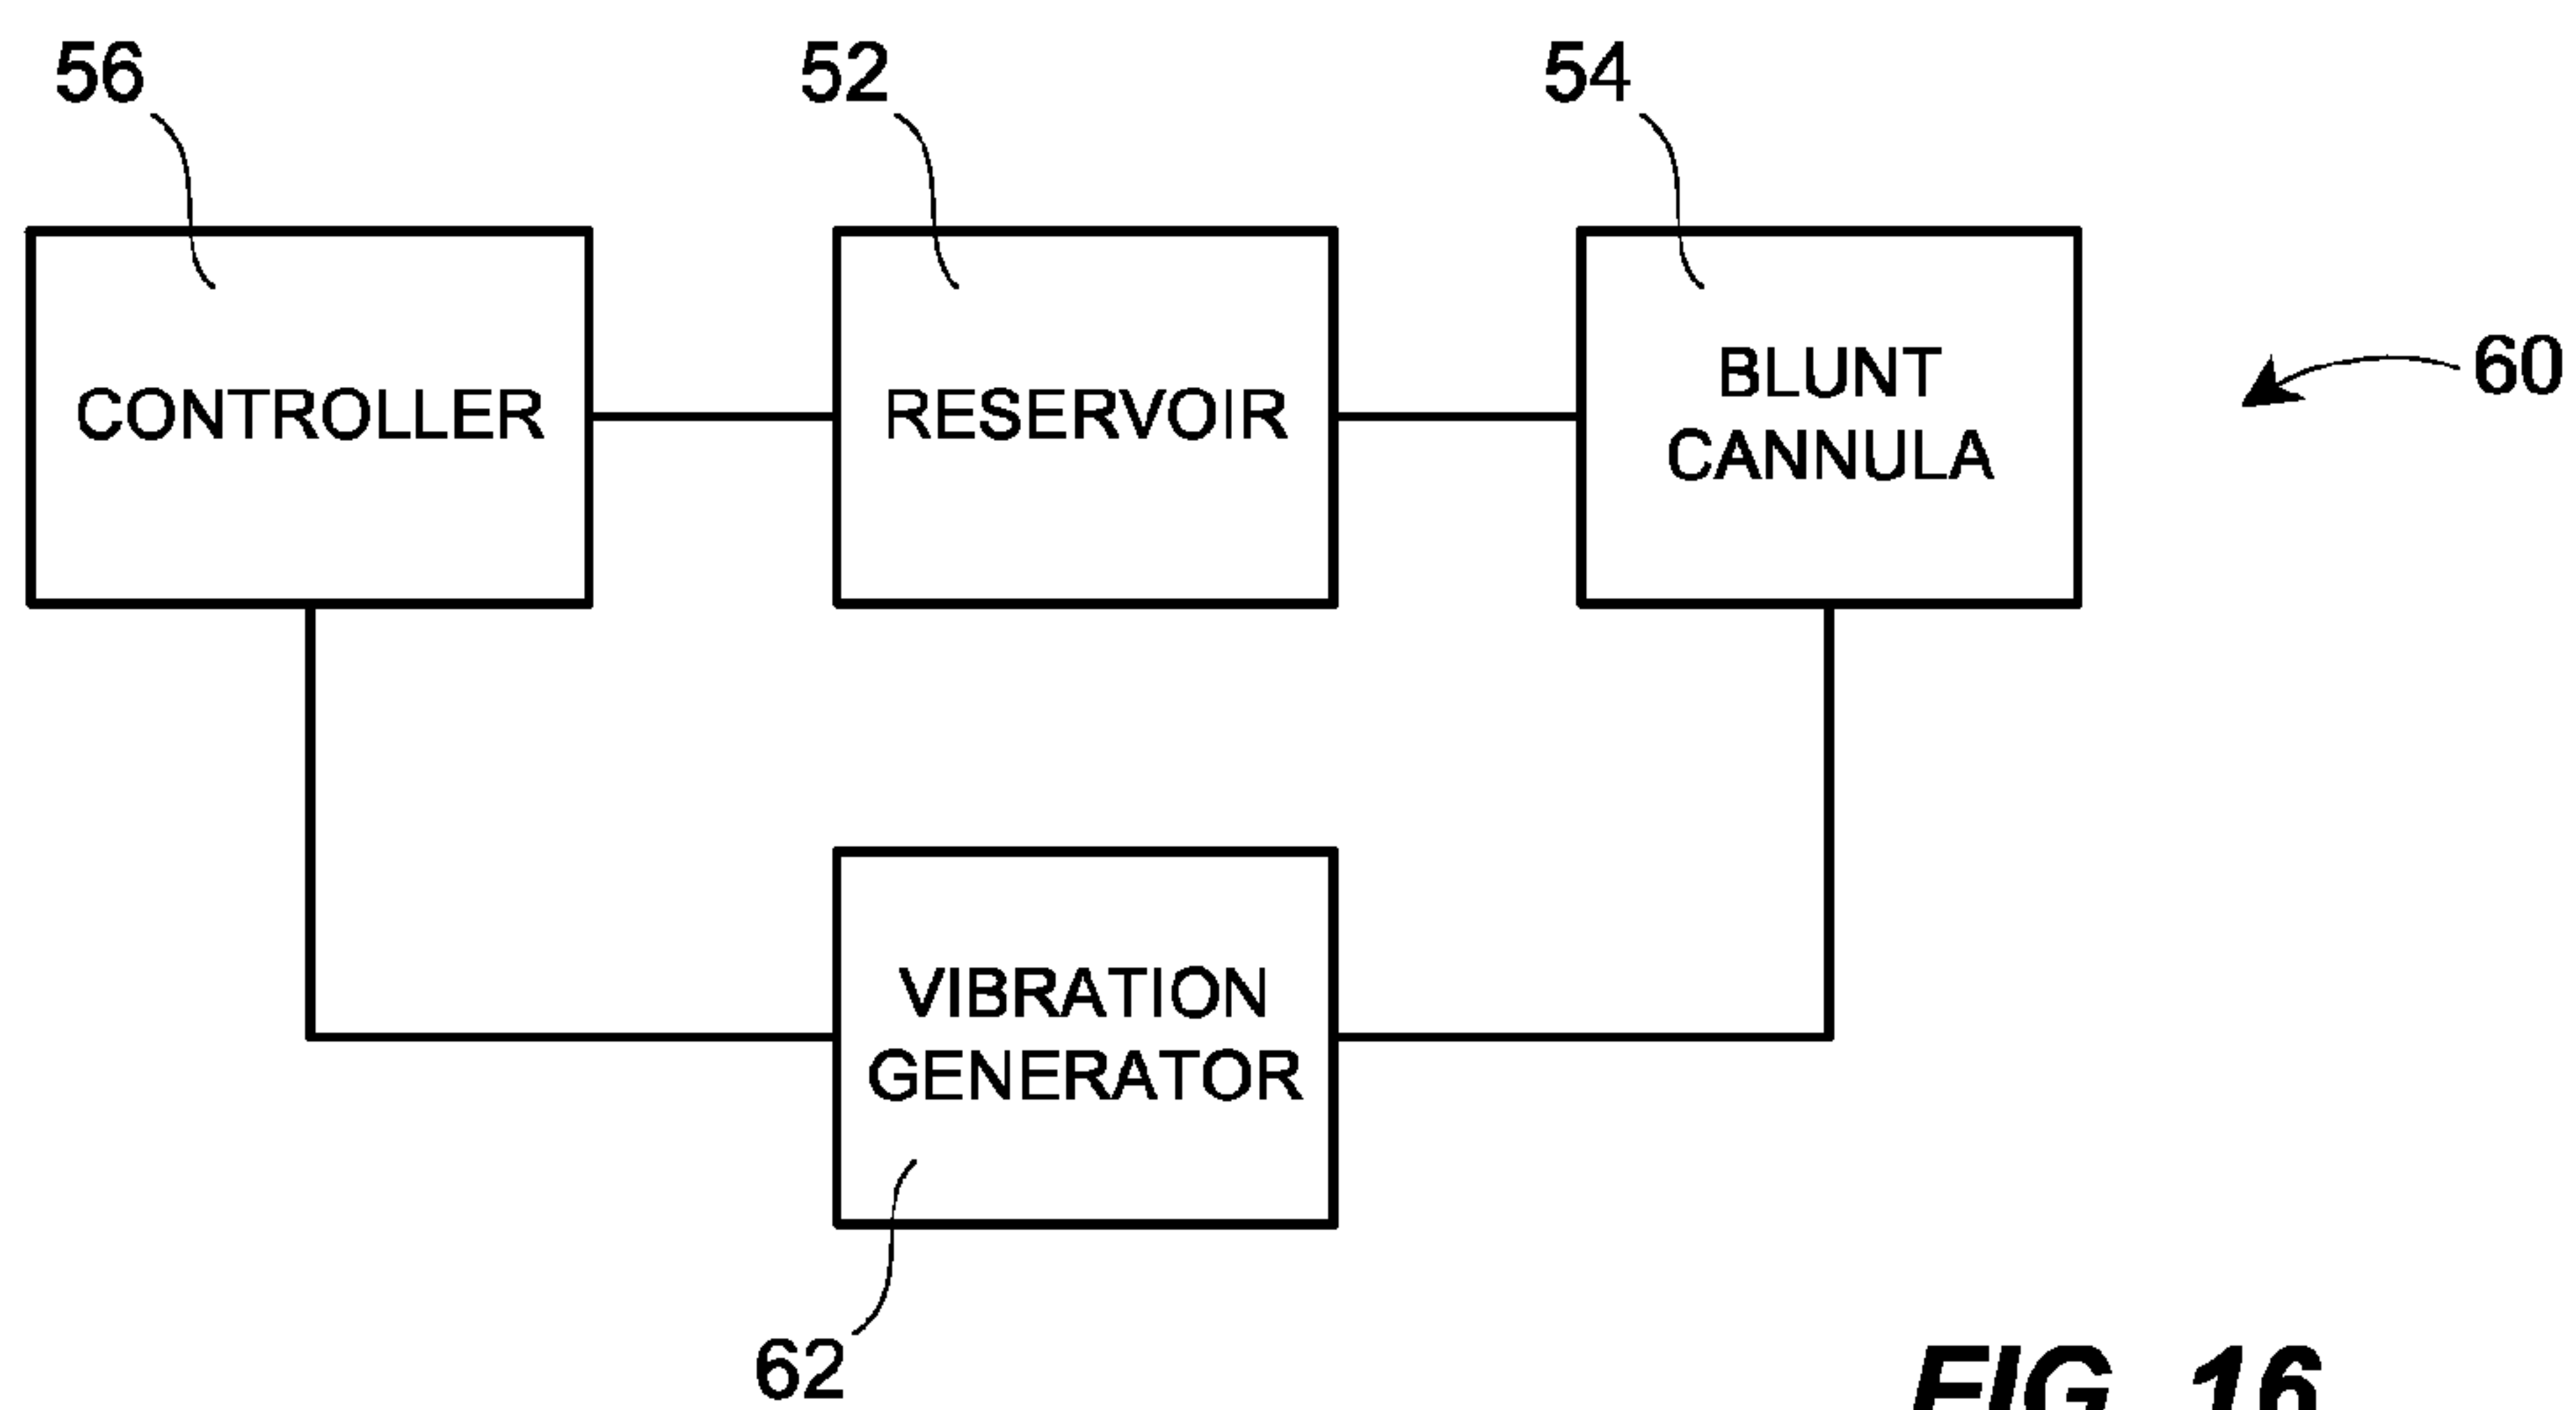 56
52
54
CONTROLLER
RESERVOIR
BLUNT
CANNULA
60
VIBRATION
GENERATOR
62
FIG. 16